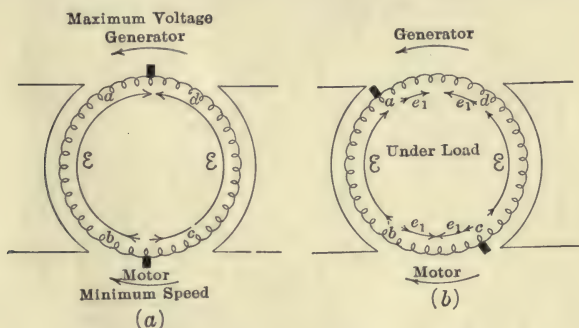 Maximum Voltage
Generator
a d
ℰ ℰ
b c
Motor
Minimum Speed
(a)
Generator
a e₁ e₁ d
ℰ Under Load ℰ
b e₁ e₁ c
Motor
(b)